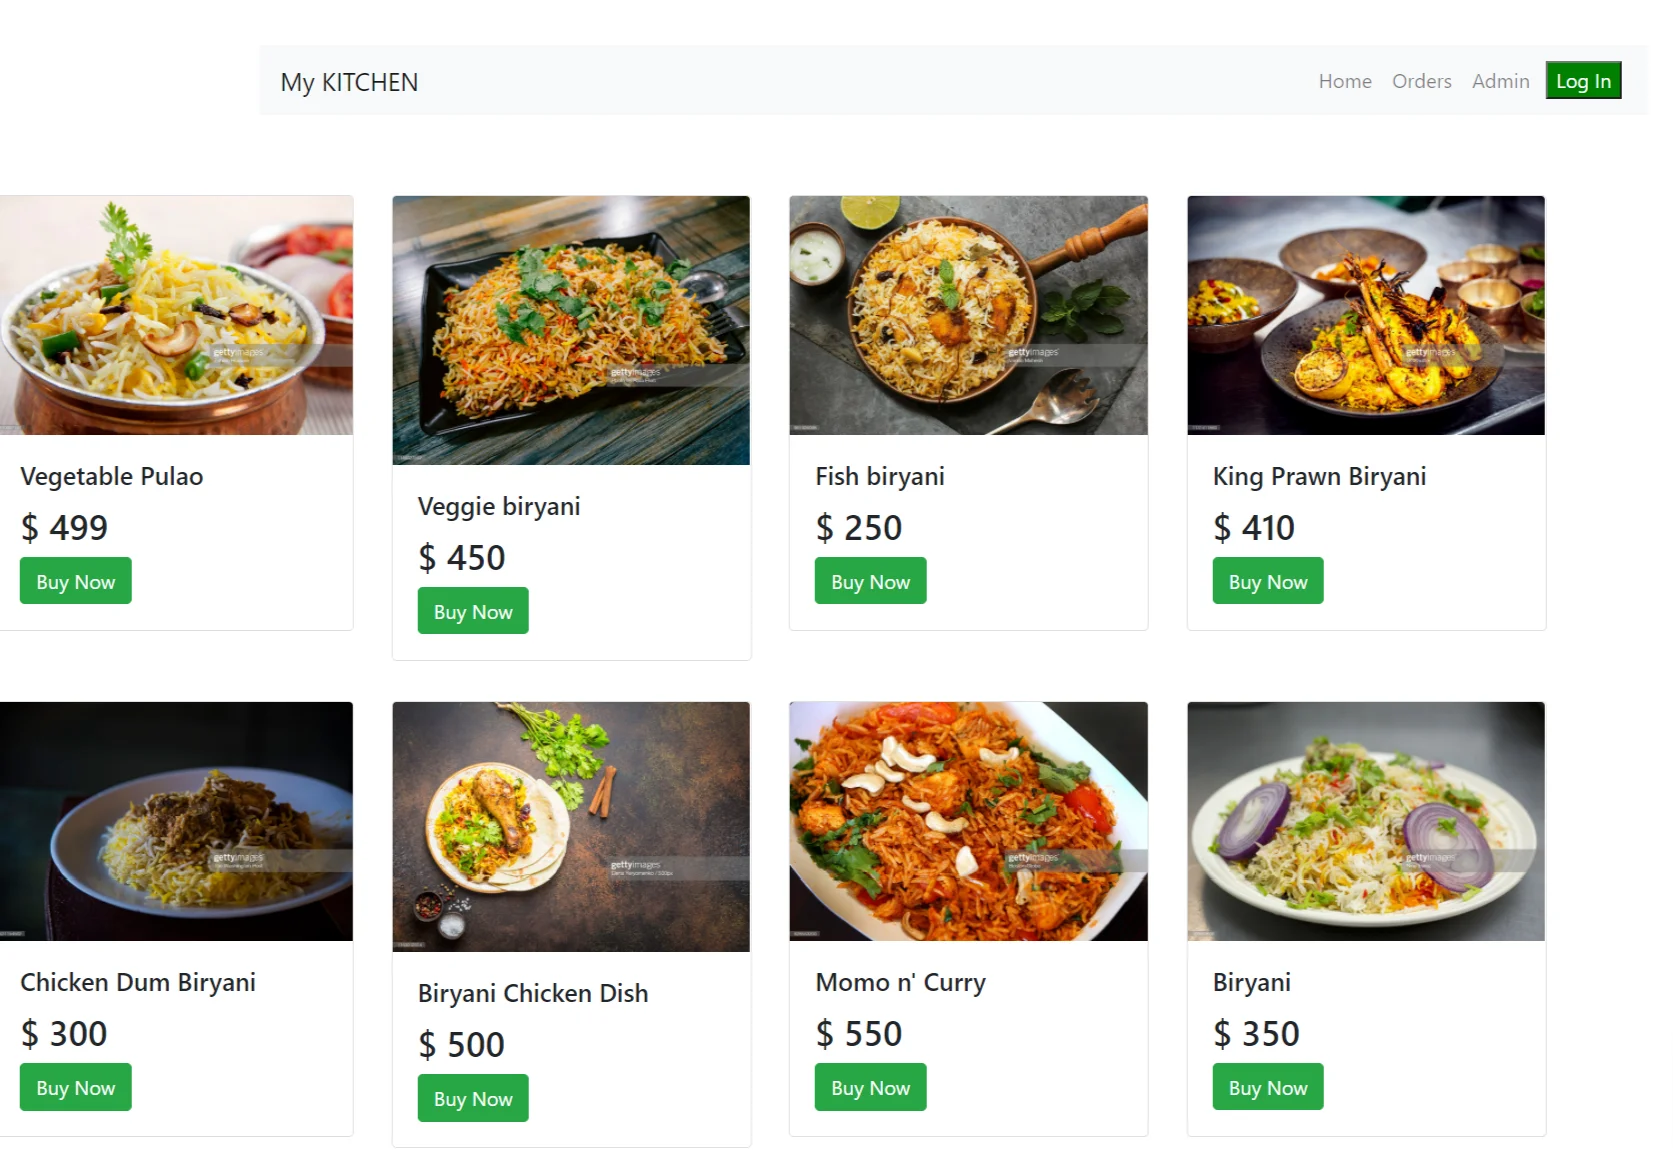 My KITCHEN
Home Orders Admin Log In
gettyimages
gettyimages
gettyimages
gettyimages
Vegetable Pulao
$ 499
Buy Now
Veggie biryani
$ 450
Buy Now
Fish biryani
$ 250
Buy Now
King Prawn Biryani
$ 410
Buy Now
gettyimages
gettyimages
gettyimages
gettyimages
Chicken Dum Biryani
$ 300
Buy Now
Biryani Chicken Dish
$ 500
Buy Now
Momo n' Curry
$ 550
Buy Now
Biryani
$ 350
Buy Now